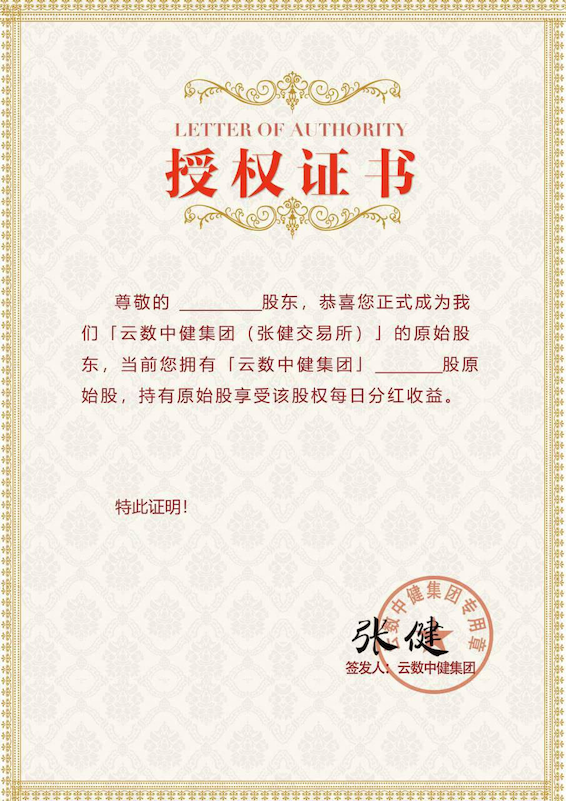 LETTER OF AUTHORITY
授权证书
尊敬的 ________股东，恭喜您正式成为我
们「云数中健集团（张健交易所）」的原始股
东，当前您拥有「云数中健集团」_______股原
始股，持有原始股享受该股权每日分红收益。
特此证明！
云数中健集团专用章
张健
签发人：云数中健集团